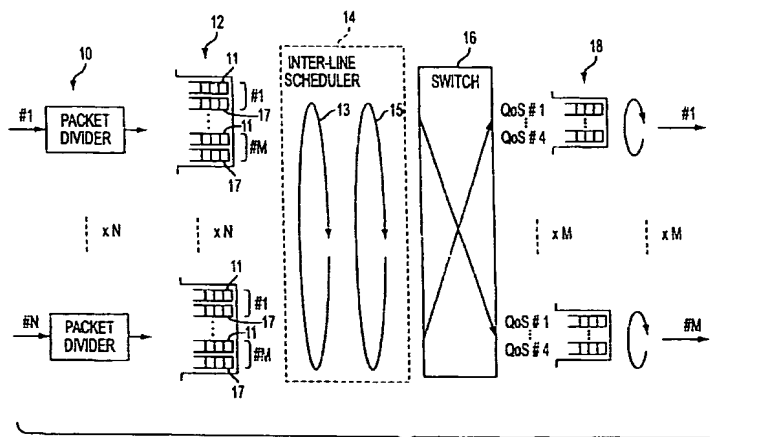 14
12
16
10
18
11
INTER-LINE
SCHEDULER
SWITCH
#1
#1
PACKET
DIVIDER
17
11
#M
17
13
15
QoS #1
QoS #4
#1
x N
x N
x M
x M
11
#N
PACKET
DIVIDER
#1
17
11
#M
17
12
QoS #1
QoS #4
#M